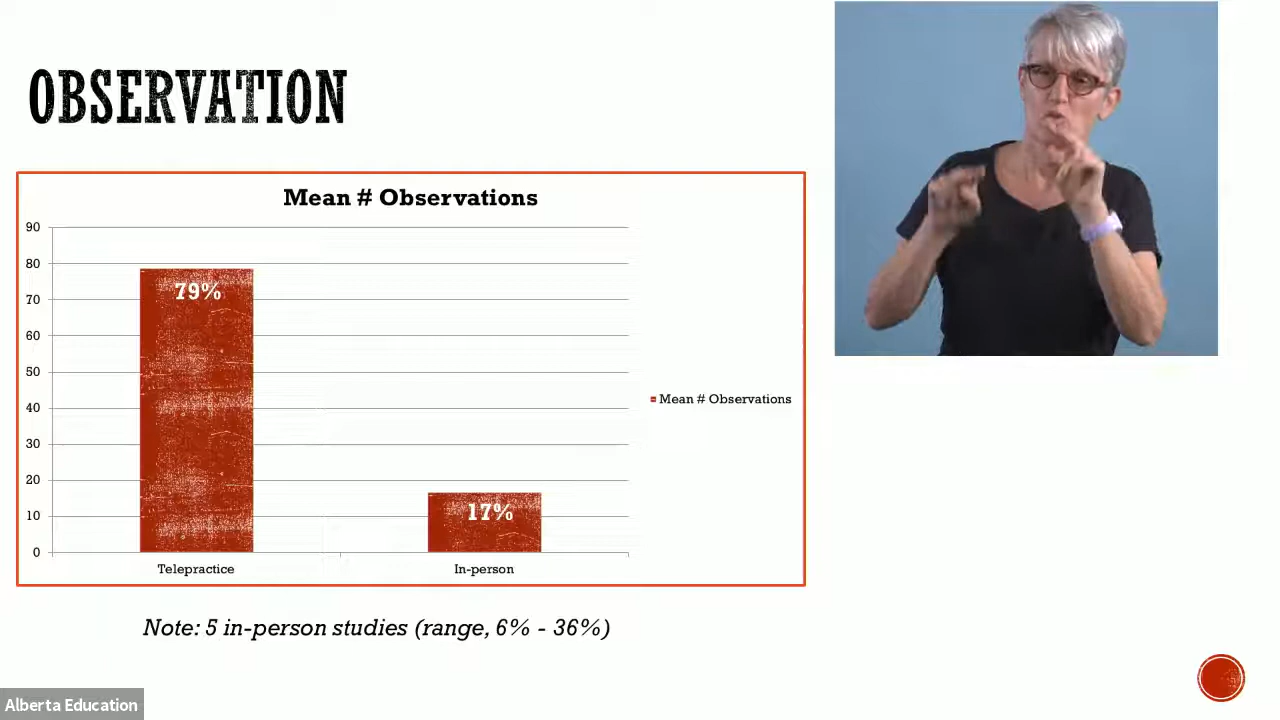 OBSERVATION
Mean # Observations
90
80
70
60
50
40
30
20
10
0
79%
17%
Telepractice
In-person
Mean # Observations
Note: 5 in-person studies (range, 6% - 36%)
Alberta Education